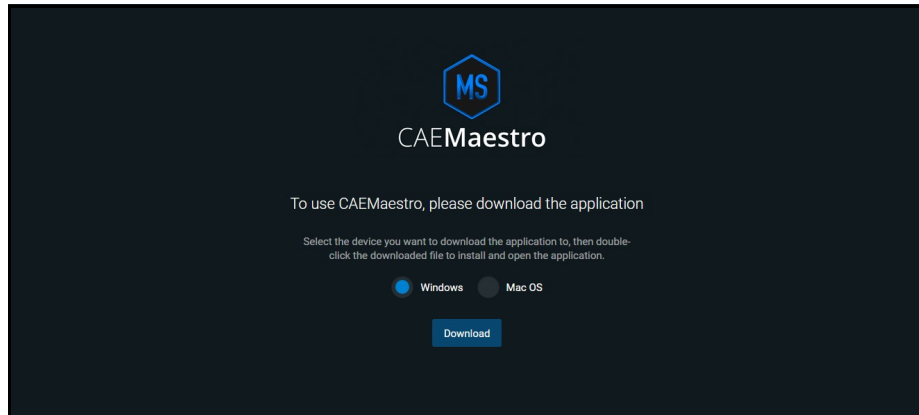 MS
CAEMaestro
To use CAEMaestro, please download the application
Select the device you want to download the application to, then double-
click the downloaded file to install and open the application.
Windows Mac OS
Download